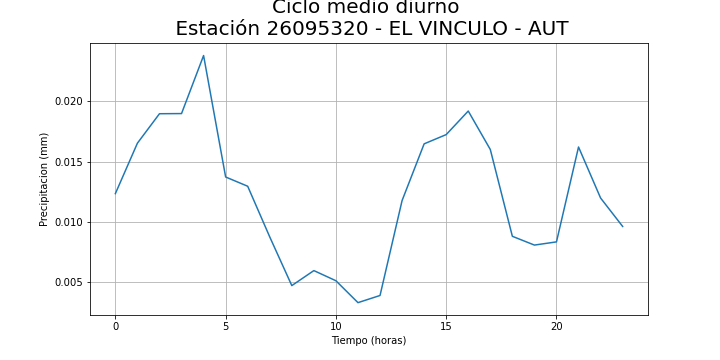 Ciclo medio diurno
Estación 26095320 - EL VINCULO - AUT
0.020
0.015
0.010
0.005
Precipitacion (mm)
0
5
10
15
20
Tiempo (horas)